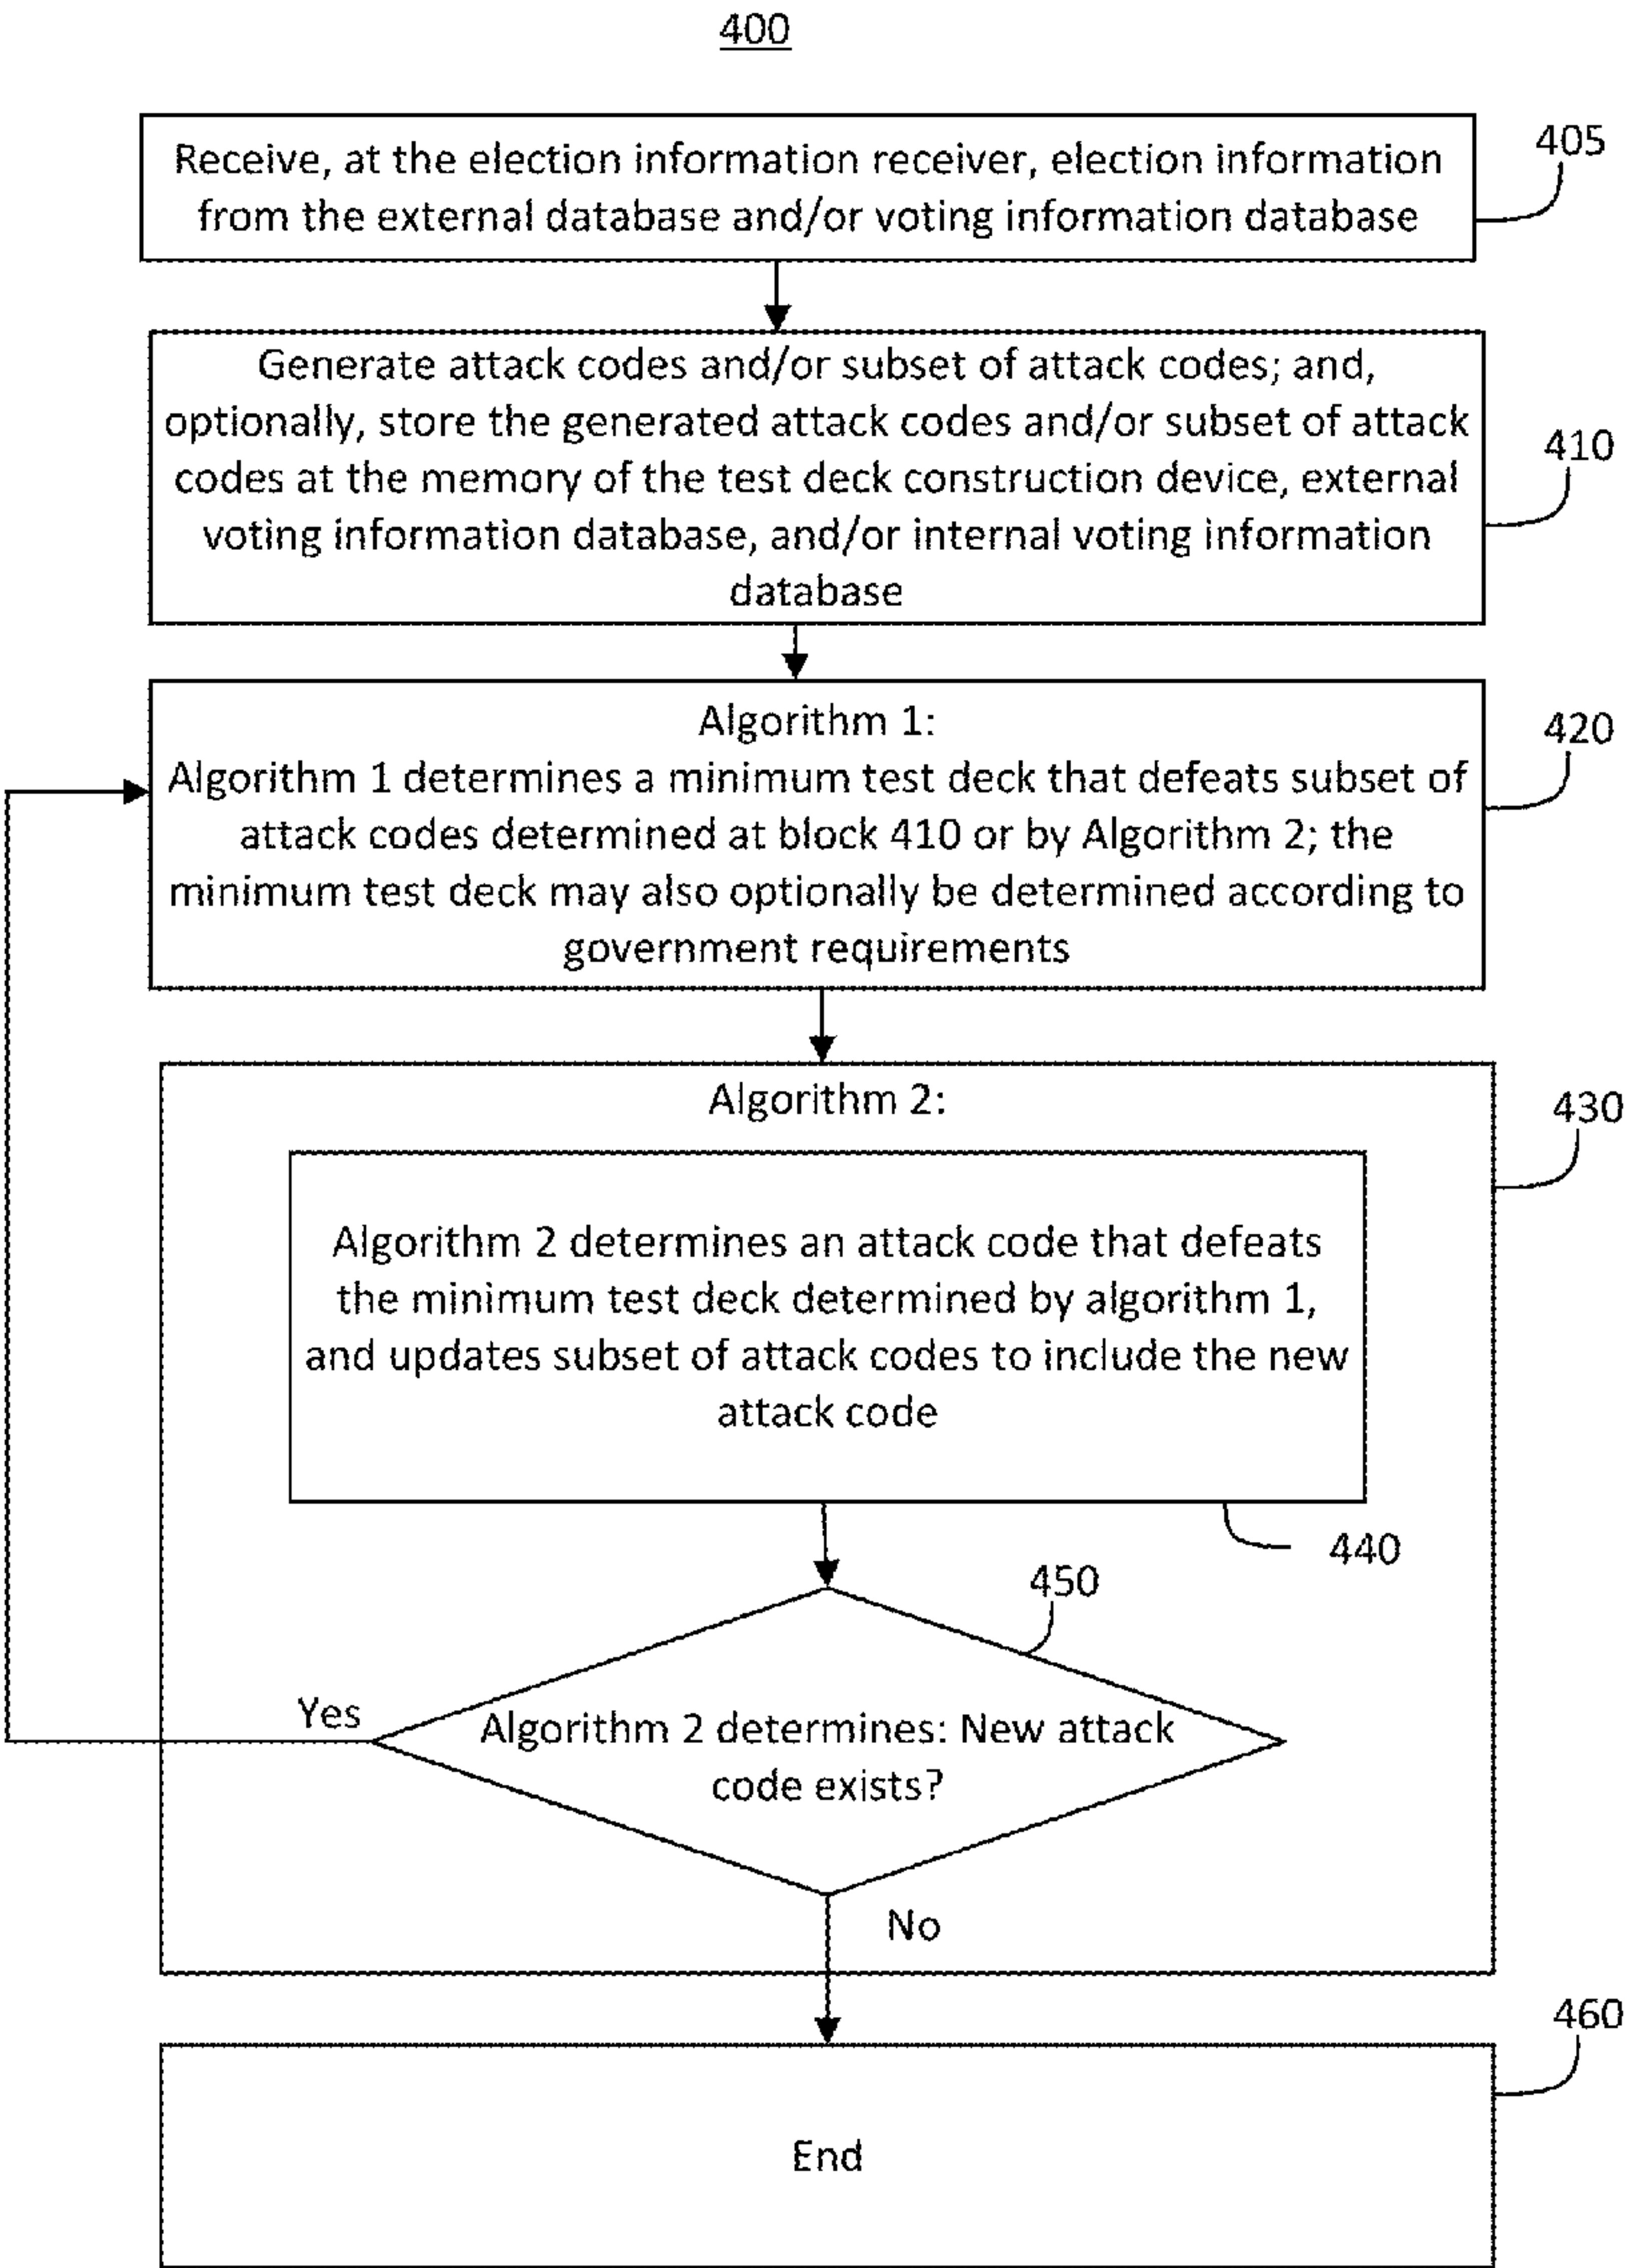 400
Receive, at the election information receiver, election information
from the external database and/or voting information database
405
Generate attack codes and/or subset of attack codes; and,
optionally, store the generated attack codes and/or subset of attack
codes at the memory of the test deck construction device, external
voting information database, and/or internal voting information
database
410
Algorithm 1:
Algorithm 1 determines a minimum test deck that defeats subset of
attack codes determined at block 410 or by Algorithm 2; the
minimum test deck may also optionally be determined according to
government requirements
420
Algorithm 2:
430
Algorithm 2 determines an attack code that defeats
the minimum test deck determined by algorithm 1,
and updates subset of attack codes to include the new
attack code
440
450
Yes
Algorithm 2 determines: New attack
code exists?
No
460
End